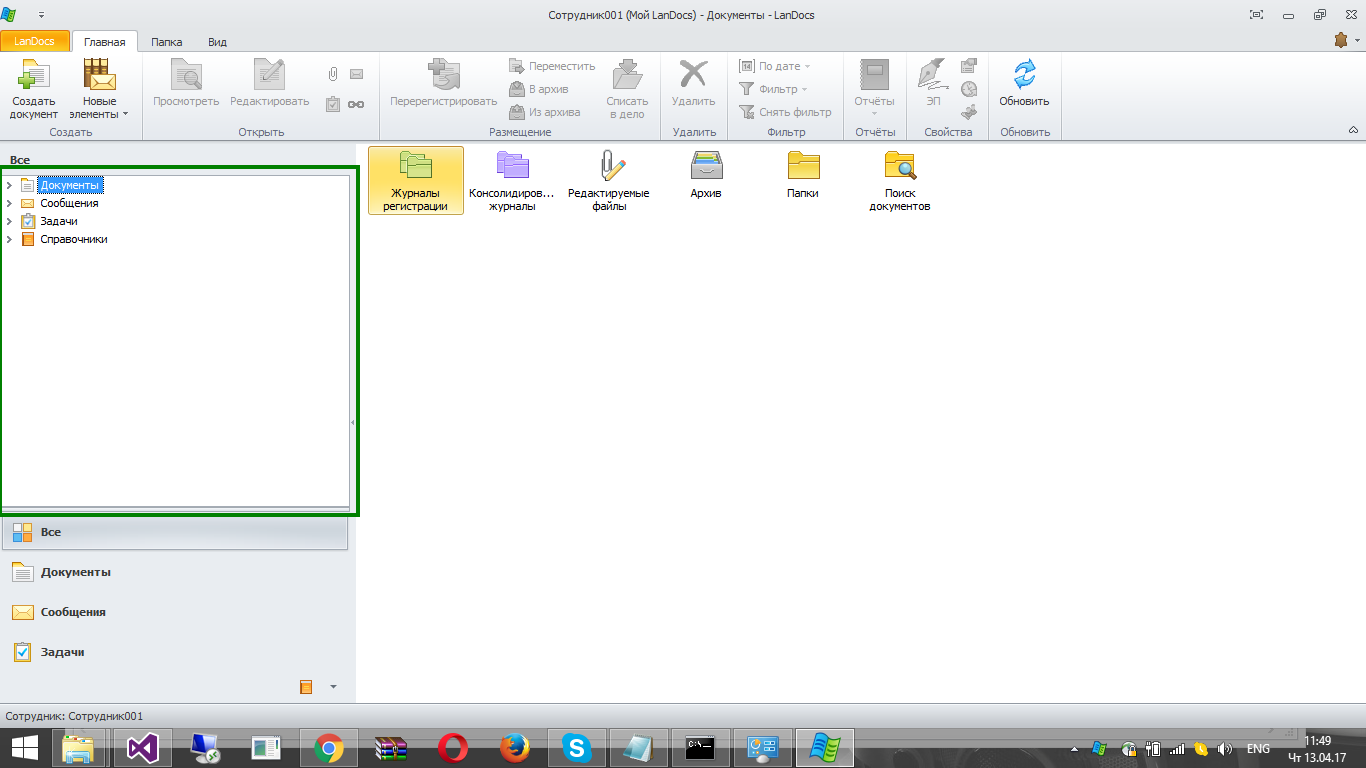 Сотрудник001 (Мой LanDocs) - Документы - LanDocs
LanDocs Главная Папка Вид
Создать документ
Новые элементы
Создать
Просмотреть
Редактировать
Открыть
Перерегистрировать
Переместить
В архив
Из архива
Списать в дело
Размещение
Удалить
Удалить
По дате
Фильтр
Снять фильтр
Фильтр
Отчёты
Отчёты
ЭП
Свойства
Обновить
Обновить
Все
Документы
Сообщения
Задачи
Справочники
Журналы регистрации
Консолидиров... журналы
Редактируемые файлы
Архив
Папки
Поиск документов
Все
Документы
Сообщения
Задачи
Сотрудник: Сотрудник001
C:\
ENG
11:49
Чт 13.04.17